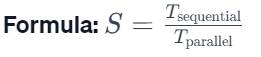 Formula: S = T_sequential / T_parallel